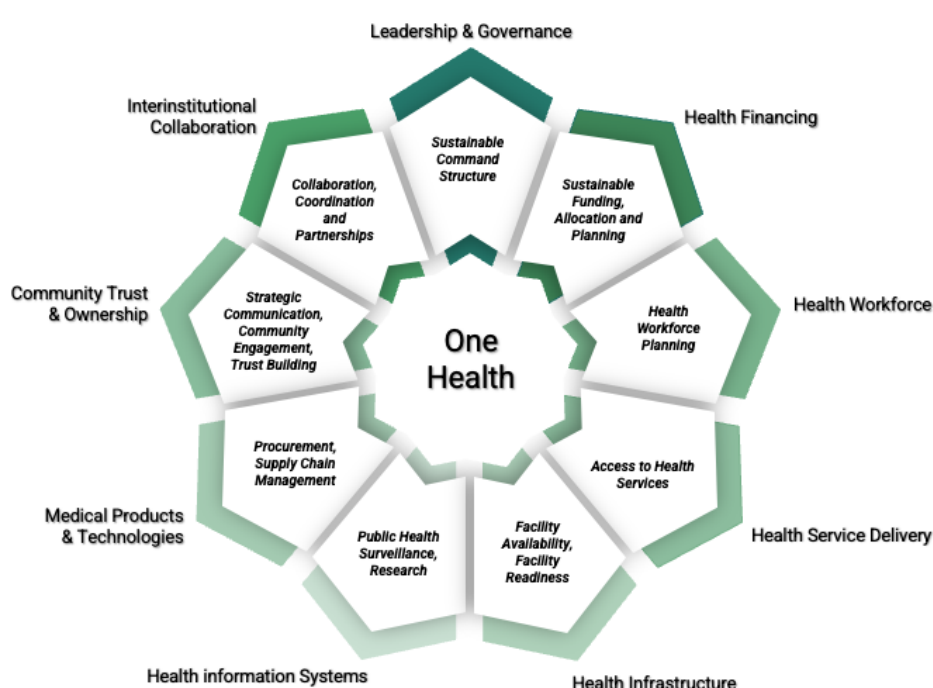 Leadership & Governance
Interinstitutional
Collaboration
Health Financing
Sustainable
Command
Structure
Collaboration,
Coordination
and
Partnerships
Sustainable
Funding,
Allocation and
Planning
Community Trust
& Ownership
Strategic
Communication,
Community
Engagement,
Trust Building
Health
Workforce
Planning
Health Workforce
One
Health
Procurement,
Supply Chain
Management
Access to Health
Services
Medical Products
& Technologies
Public Health
Surveillance,
Research
Facility
Availability,
Facility
Readiness
Health Service Delivery
Health information Systems
Health Infrastructure